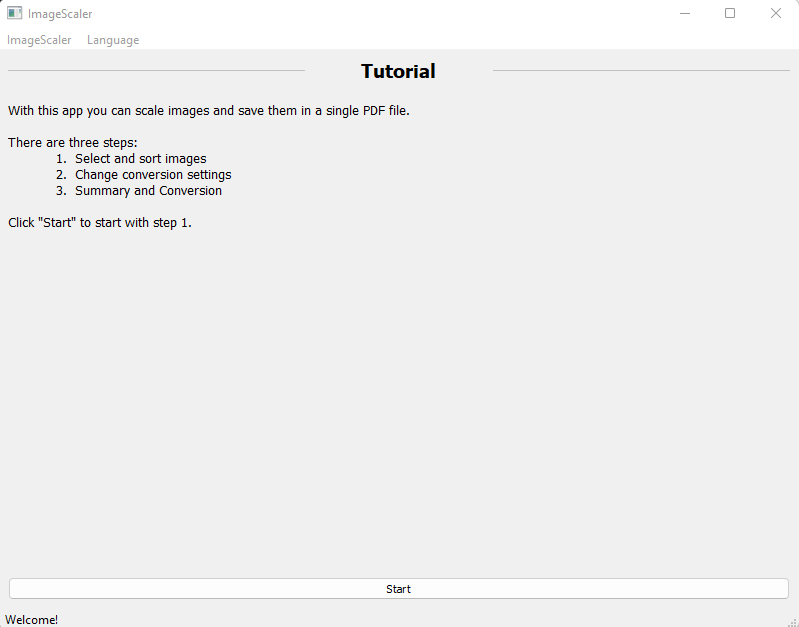 ImageScaler
ImageScaler Language
Tutorial
With this app you can scale images and save them in a single PDF file.
There are three steps:
1. Select and sort images
2. Change conversion settings
3. Summary and Conversion
Click "Start" to start with step 1.
Start
Welcome!